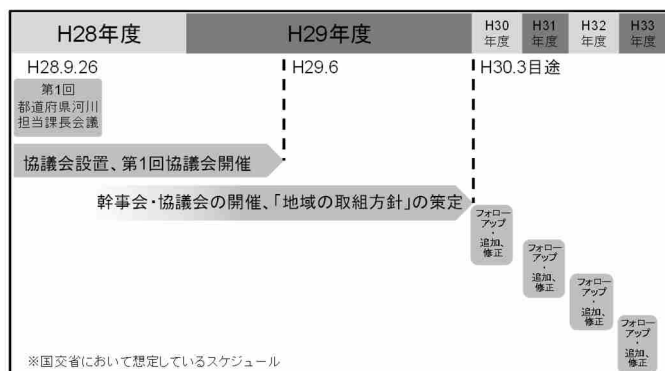 H28年度
H29年度
H30
年度
H31
年度
H32
年度
H33
年度
H28.9.26
H29.6
H30.3目途
第1回
都道府県河川
担当課長会議
協議会設置、第1回協議会開催
幹事会・協議会の開催、「地域の取組方針」の策定
フォロー
アップ
・
追加、
修正
フォロー
アップ
・
追加、
修正
フォロー
アップ
・
追加、
修正
フォロー
アップ
・
追加、
修正
※国交省において想定しているスケジュール